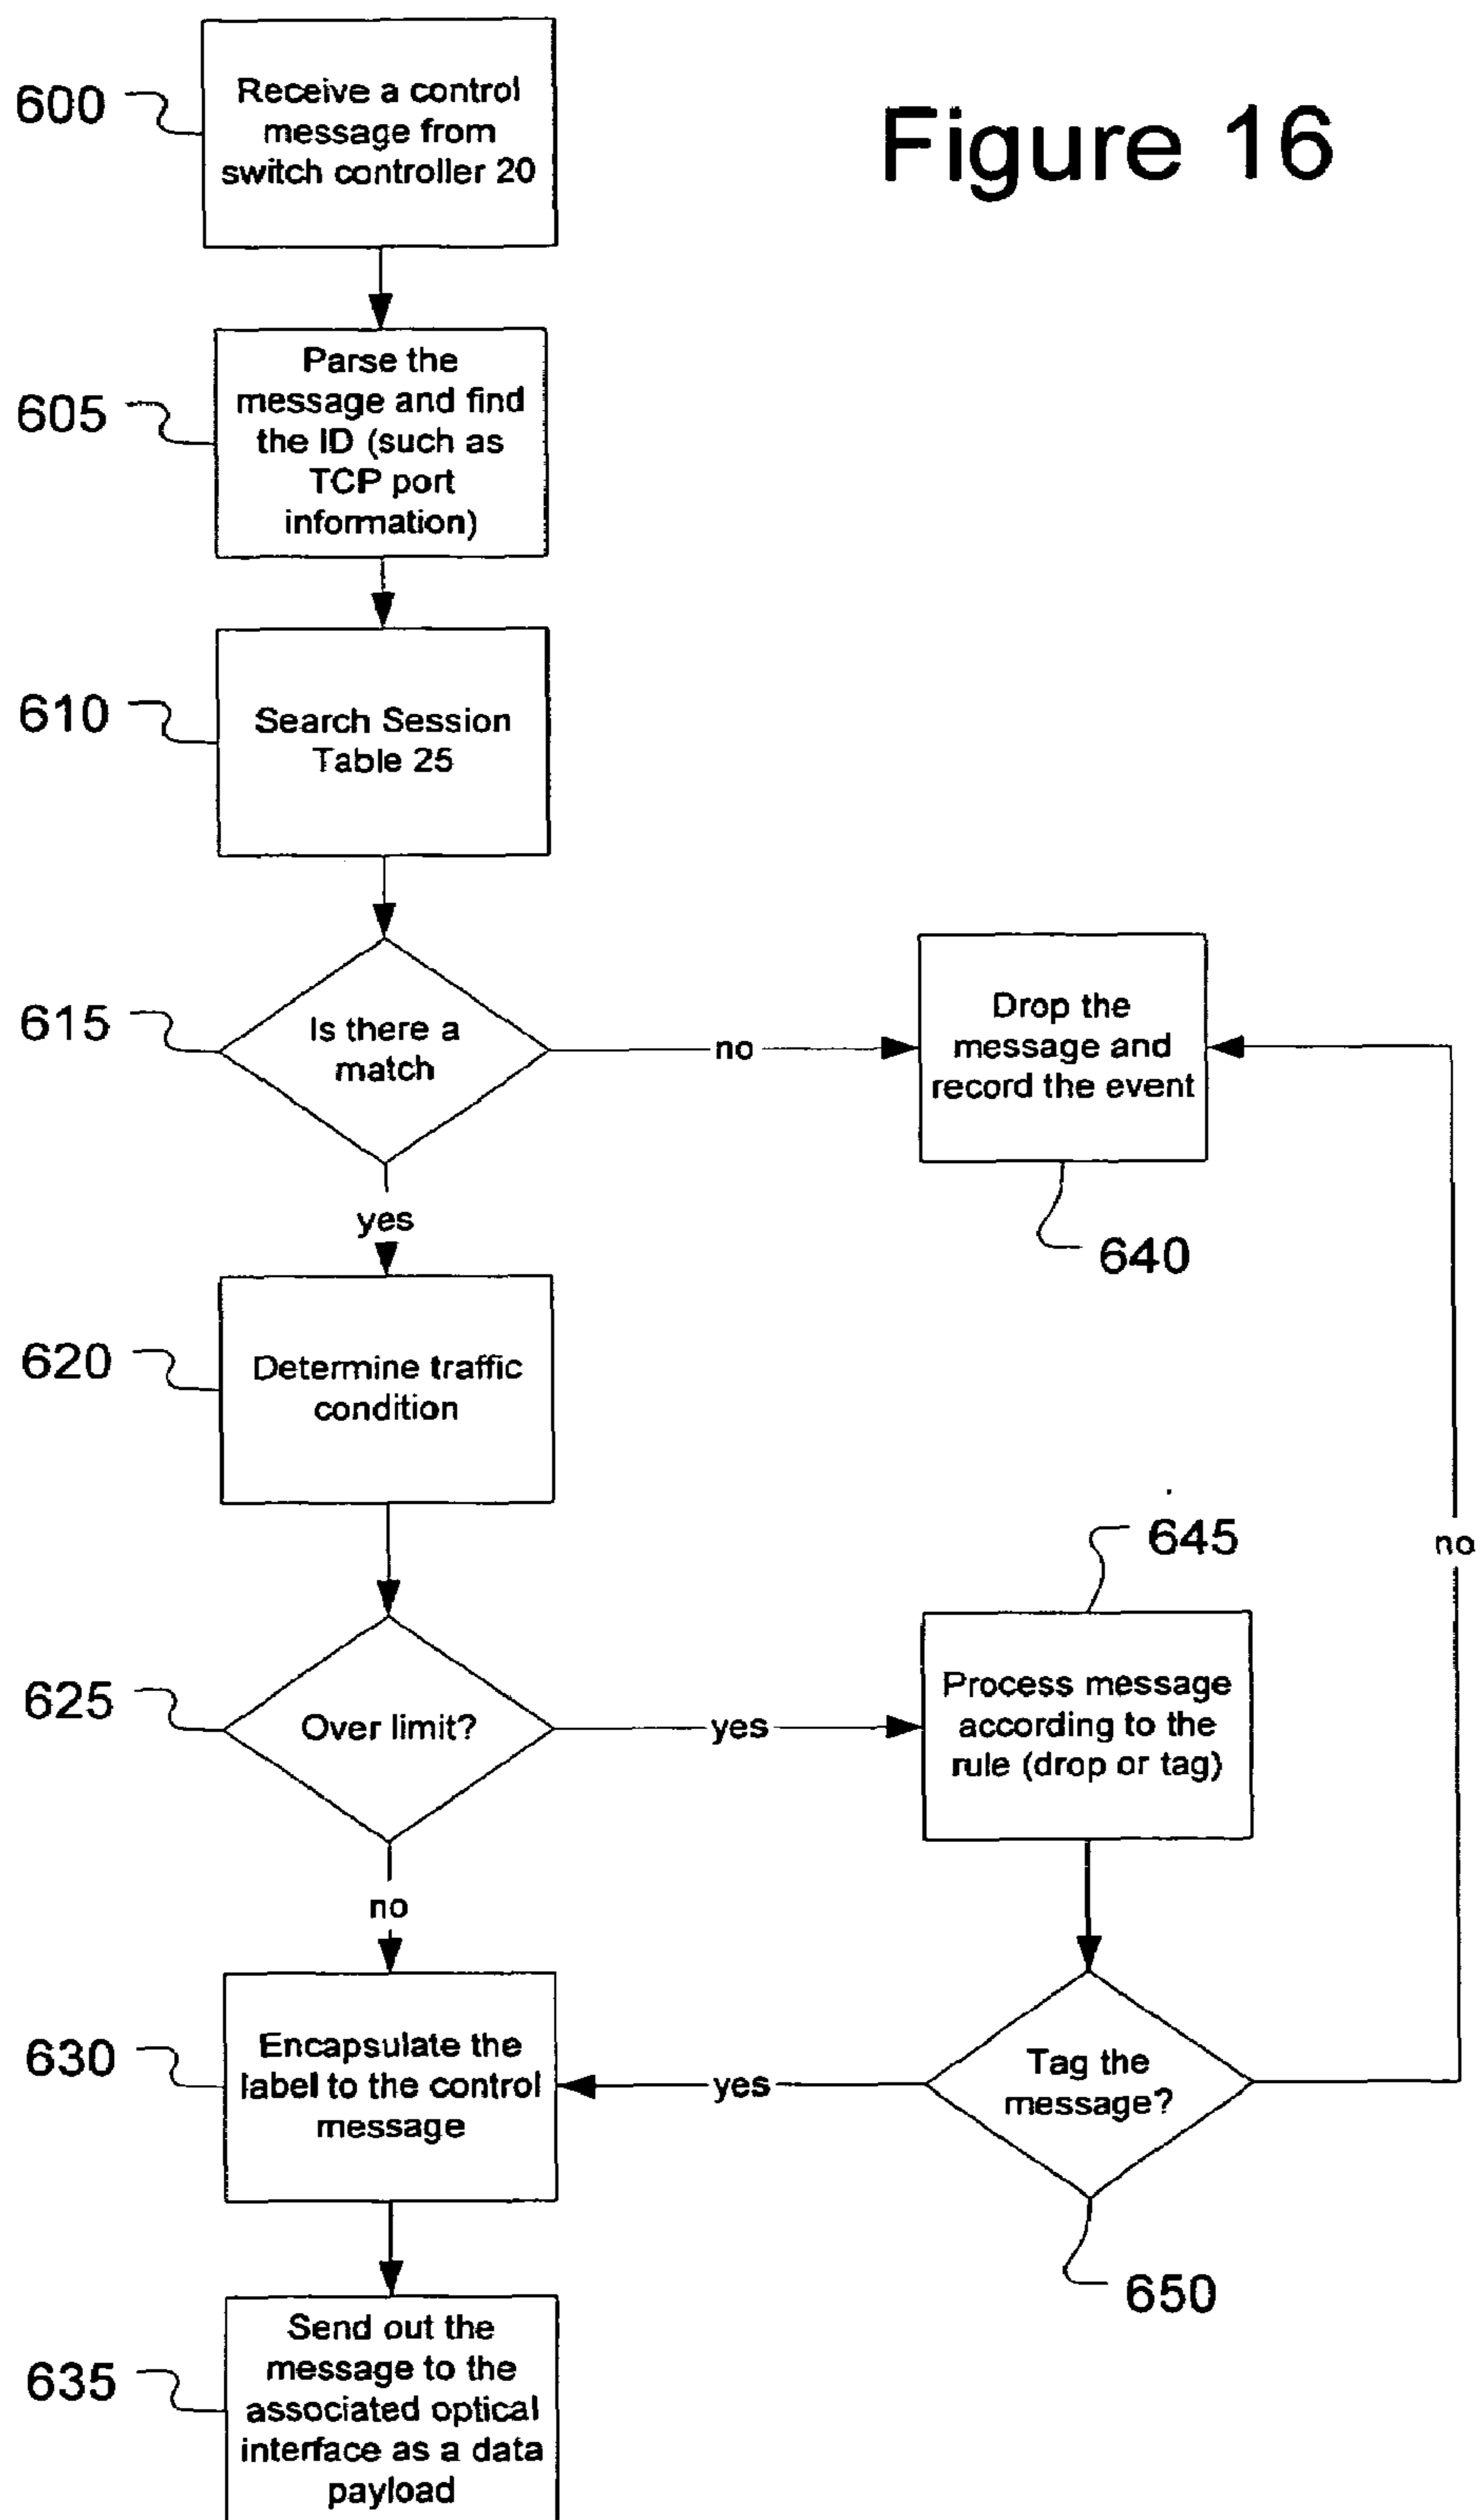 Figure 16
600
Receive a control
message from
switch controller 20
605
Parse the
message and find
the ID (such as
TCP port
information)
610
Search Session
Table 25
615
Is there a
match
no
Drop the
message and
record the event
640
yes
620
Determine traffic
condition
625
Over limit?
yes
645
Process message
according to the
rule (drop or tag)
no
no
630
Encapsulate the
label to the control
message
yes
Tag the
message?
650
635
Send out the
message to the
associated optical
interface as a data
payload